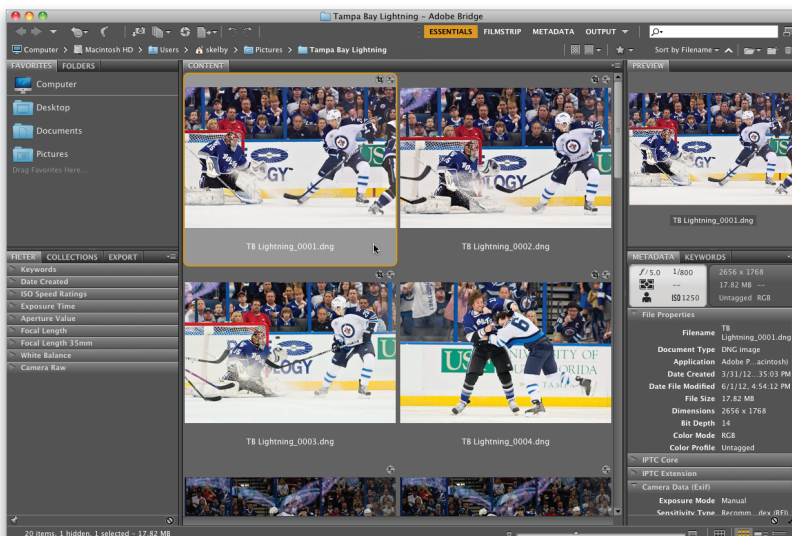 Tampa Bay Lightning – Adobe Bridge
ESSENTIALS FILMSTRIP METADATA OUTPUT
Computer > Macintosh HD > Users > skelby > Pictures > Tampa Bay Lightning
Sort by Filename
FAVORITES FOLDERS
Computer
Desktop
Documents
Pictures
Drag Favorites Here...
FILTER COLLECTIONS EXPORT
Keywords
Date Created
ISO Speed Ratings
Exposure Time
Aperture Value
Focal Length
Focal Length 35mm
White Balance
Camera Raw
CONTENT
TB Lightning_0001.dng
TB Lightning_0002.dng
TB Lightning_0003.dng
TB Lightning_0004.dng
PREVIEW
TB Lightning_0001.dng
METADATA KEYWORDS
f/5.0 1/800
--
ISO 1250
2656 x 1768
17.82 MB --
Untagged RGB
File Properties
Filename TB
Lightning_0001.dng
Document Type DNG image
Application Adobe P...acintosh)
Date Created 3/31/12...35:03 PM
Date File Modified 6/1/12, 4:54:12 PM
File Size 17.82 MB
Dimensions 2656 x 1768
Bit Depth 14
Color Mode RGB
Color Profile Untagged
IPTC Core
IPTC Extension
Camera Data (Exif)
Exposure Mode Manual
Sensitivity Type Recomm...dex (REI)
20 items, 1 hidden, 1 selected – 17.82 MB